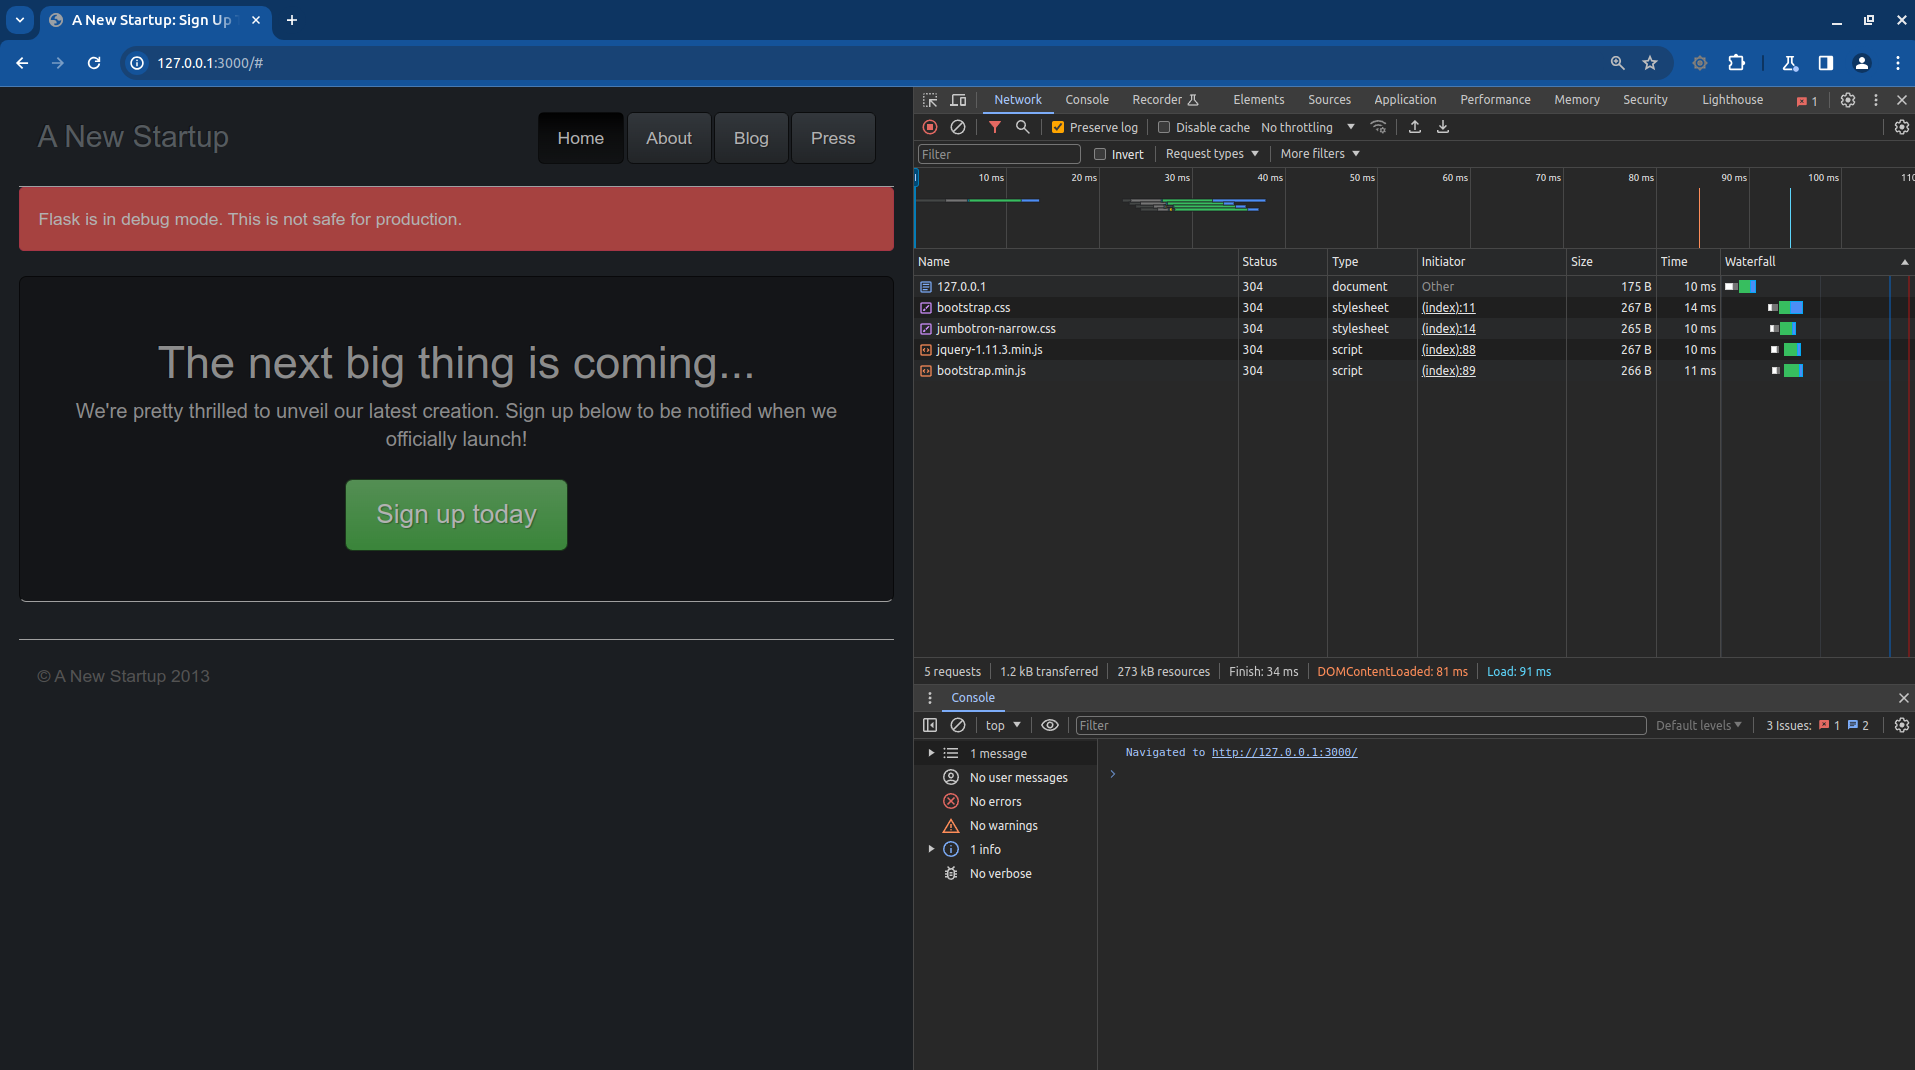 A New Startup: Sign Up
127.0.0.1:3000/#
A New Startup
Home About Blog Press
Flask is in debug mode. This is not safe for production.
The next big thing is coming...
We're pretty thrilled to unveil our latest creation. Sign up below to be notified when we
officially launch!
Sign up today
© A New Startup 2013
Network Console Recorder Elements Sources Application Performance Memory Security Lighthouse 1
Preserve log Disable cache No throttling
Filter Invert Request types More filters
10 ms 20 ms 30 ms 40 ms 50 ms 60 ms 70 ms 80 ms 90 ms 100 ms 110
Name Status Type Initiator Size Time Waterfall
127.0.0.1 304 document Other 175 B 10 ms
bootstrap.css 304 stylesheet (index):11 267 B 14 ms
jumbotron-narrow.css 304 stylesheet (index):14 265 B 10 ms
jquery-1.11.3.min.js 304 script (index):88 267 B 10 ms
bootstrap.min.js 304 script (index):89 266 B 11 ms
5 requests 1.2 kB transferred 273 kB resources Finish: 34 ms DOMContentLoaded: 81 ms Load: 91 ms
Console
top Filter Default levels 3 Issues: 1 2
1 message
No user messages
No errors
No warnings
1 info
No verbose
Navigated to http://127.0.0.1:3000/